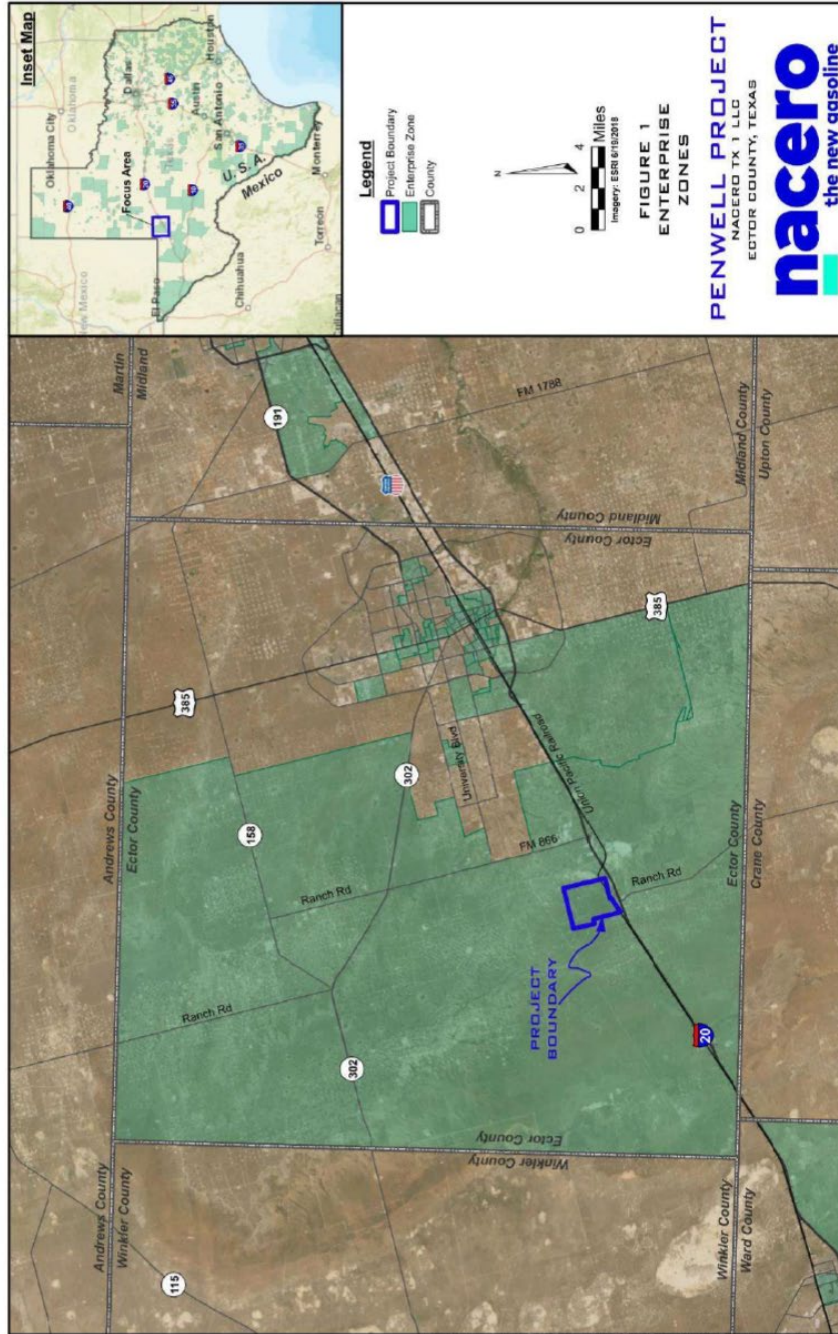 Andrews County
Winkler County
115
Andrews County
Ector County
385
Martin
Midland
158
191
302
302
Ranch Rd
Ranch Rd
University Blvd
FM 866
Union Pacific Railroad
FM 1788
Midland County
Ector County
Ector County
Winkler County
PROJECT
BOUNDARY
Ranch Rd
385
20
Winkler County
Ward County
Ector County
Crane County
Midland County
Upton County
Inset Map
Oklahoma City
Oklahoma
New Mexico
Focus Area
Dallas
El Paso
Texas
Austin
Houston
San Antonio
U. S. A.
Mexico
Chihuahua
Torreón
Monterrey
Legend
Project Boundary
Enterprise Zone
County
N
0 2 4
Miles
Imagery: ESRI 6/19/2018
FIGURE 1
ENTERPRISE
ZONES
PENWELL PROJECT
NACERO TX 1 LLC
ECTOR COUNTY, TEXAS
nacero
the new gasoline